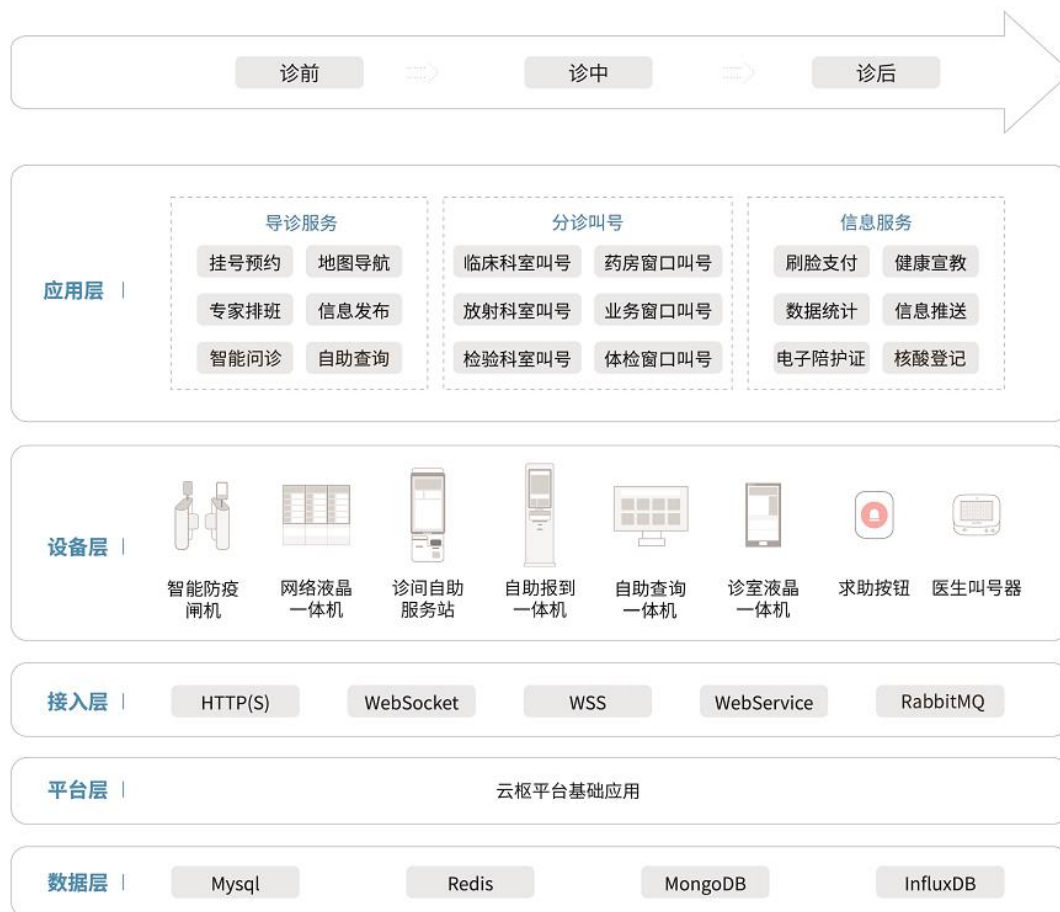 诊前
诊中
诊后
应用层
导诊服务
挂号预约 地图导航
专家排班 信息发布
智能问诊 自助查询
分诊叫号
临床科室叫号 药房窗口叫号
放射科室叫号 业务窗口叫号
检验科室叫号 体检窗口叫号
信息服务
刷脸支付 健康宣教
数据统计 信息推送
电子陪护证 核酸登记
设备层
智能防疫
闸机
网络液晶
一体机
诊间自助
服务站
自助报到
一体机
自助查询
一体机
诊室液晶
一体机
求助按钮
医生叫号器
接入层
HTTP(S)
WebSocket
WSS
WebService
RabbitMQ
平台层
云枢平台基础应用
数据层
Mysql
Redis
MongoDB
InfluxDB